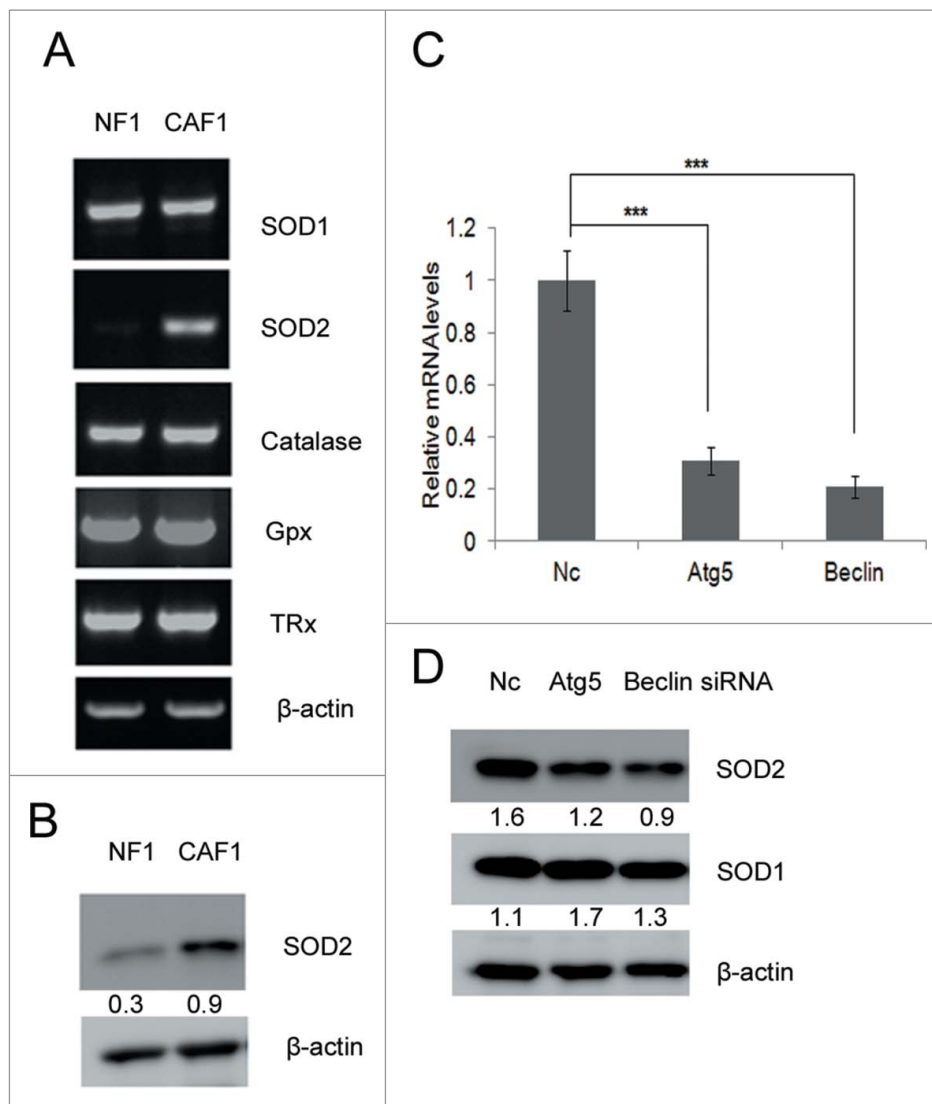 A
NF1 CAF1
SOD1
SOD2
Catalase
Gpx
TRx
β-actin
B
NF1 CAF1
SOD2
0.3 0.9
β-actin
C
***
***
1.2
1
0.8
0.6
0.4
0.2
0
Relative mRNA levels
Nc Atg5 Beclin
D
Nc Atg5 Beclin siRNA
SOD2
1.6 1.2 0.9
SOD1
1.1 1.7 1.3
β-actin